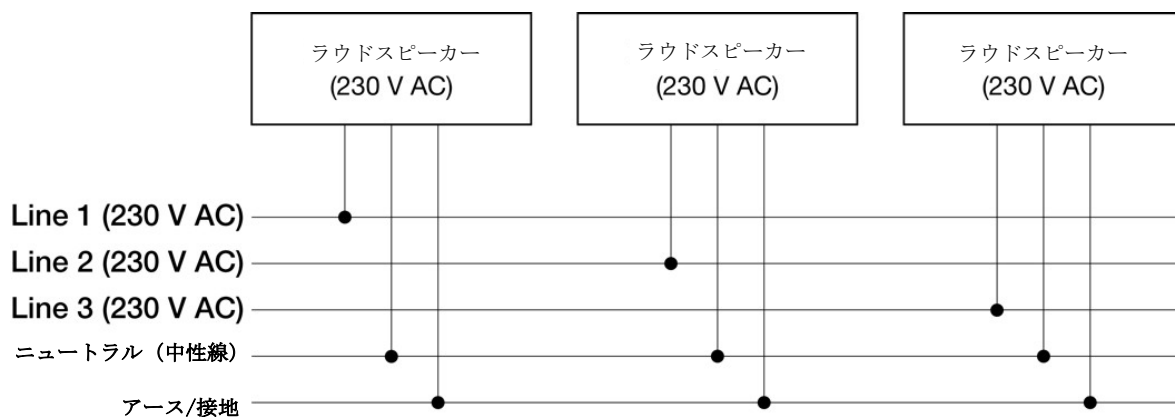 ラウドスピーカー
(230 V AC)
ラウドスピーカー
(230 V AC)
ラウドスピーカー
(230 V AC)
Line 1 (230 V AC)
Line 2 (230 V AC)
Line 3 (230 V AC)
ニュートラル（中性線）
アース/接地